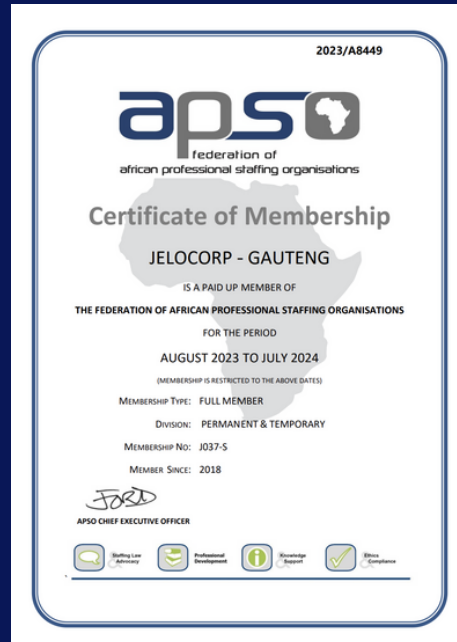 2023/A8449
apso
federation of
african professional staffing organisations
Certificate of Membership
JELOCORP - GAUTENG
IS A PAID UP MEMBER OF
THE FEDERATION OF AFRICAN PROFESSIONAL STAFFING ORGANISATIONS
FOR THE PERIOD
AUGUST 2023 TO JULY 2024
(MEMBERSHIP IS RESTRICTED TO THE ABOVE DATES)
MEMBERSHIP TYPE: FULL MEMBER
DIVISION: PERMANENT & TEMPORARY
MEMBERSHIP NO: J037-S
MEMBER SINCE: 2018
FORD
APSO CHIEF EXECUTIVE OFFICER
Staffing Law
Advocacy
Professional
Development
Knowledge
Support
Ethics
Compliance